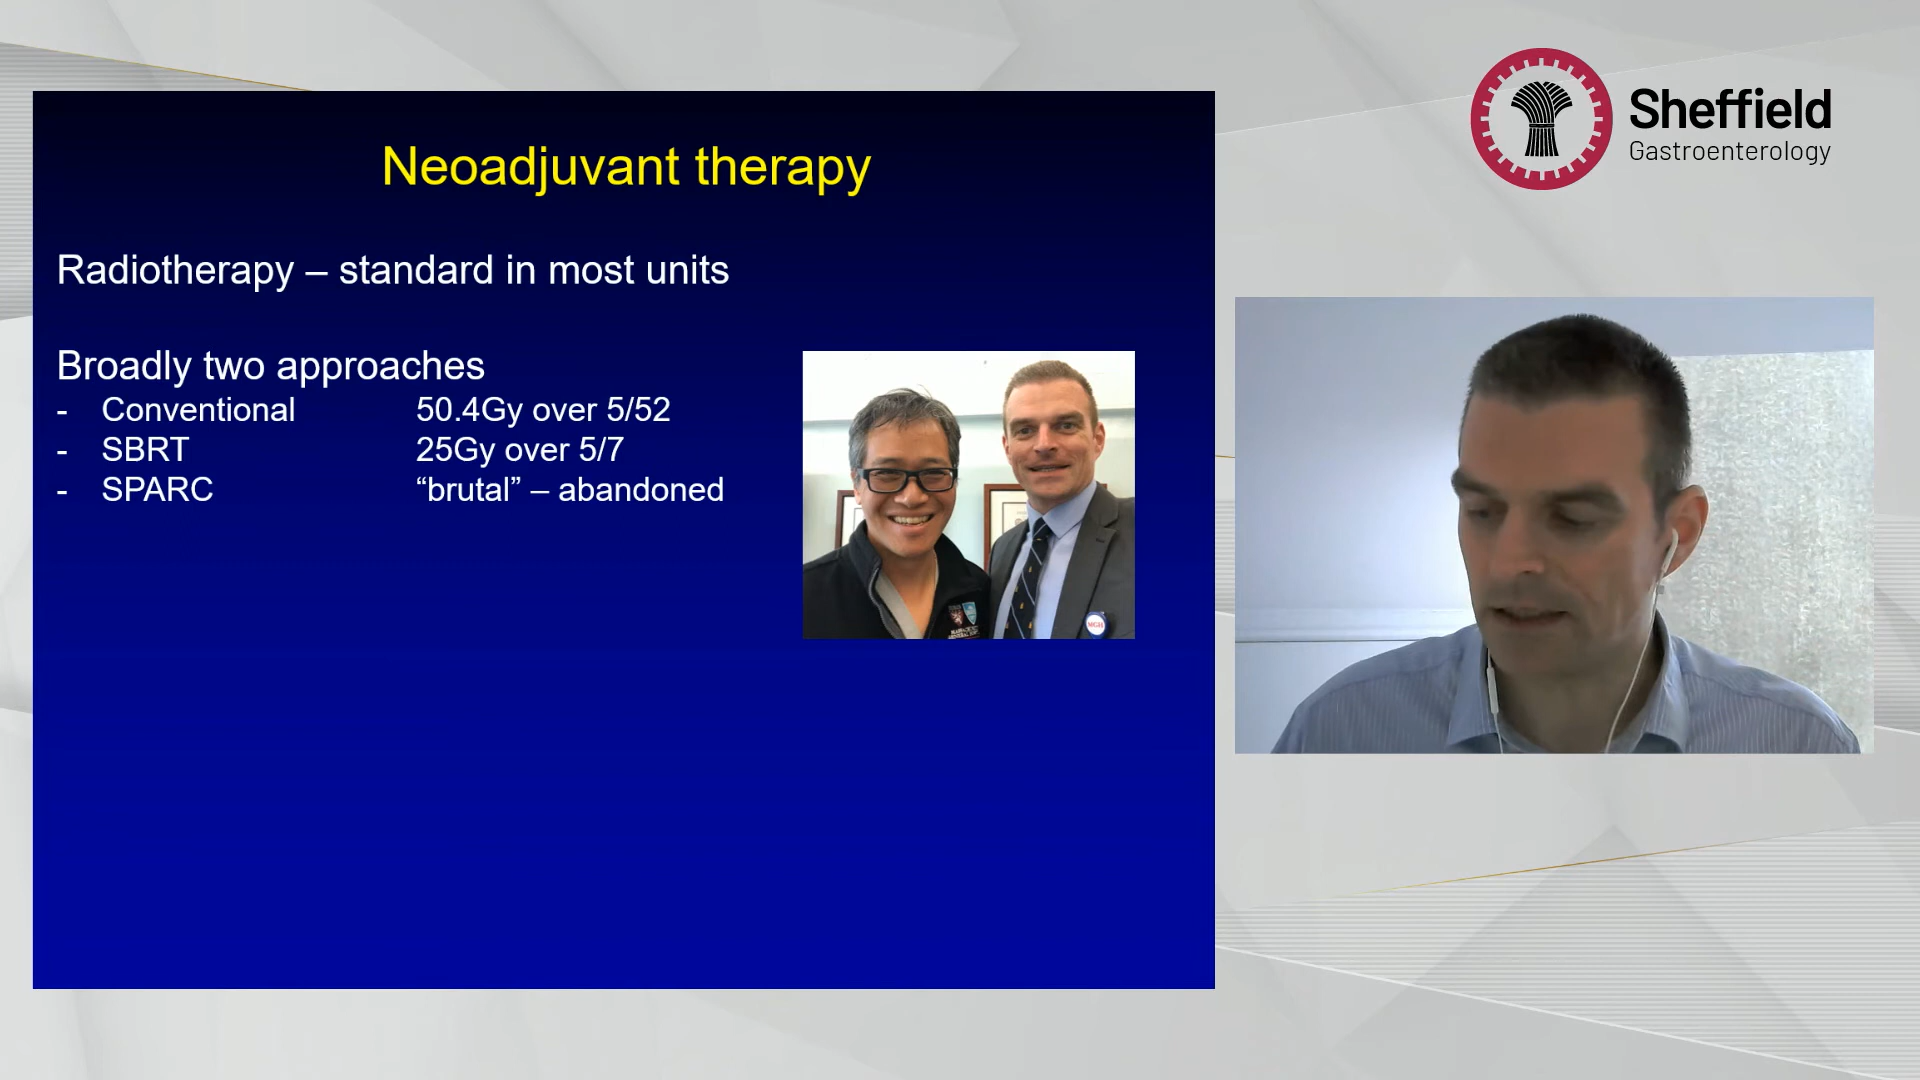 Neoadjuvant therapy
Radiotherapy – standard in most units
Broadly two approaches
- Conventional 50.4Gy over 5/52
- SBRT 25Gy over 5/7
- SPARC “brutal” – abandoned
MGH
Sheffield
Gastroenterology